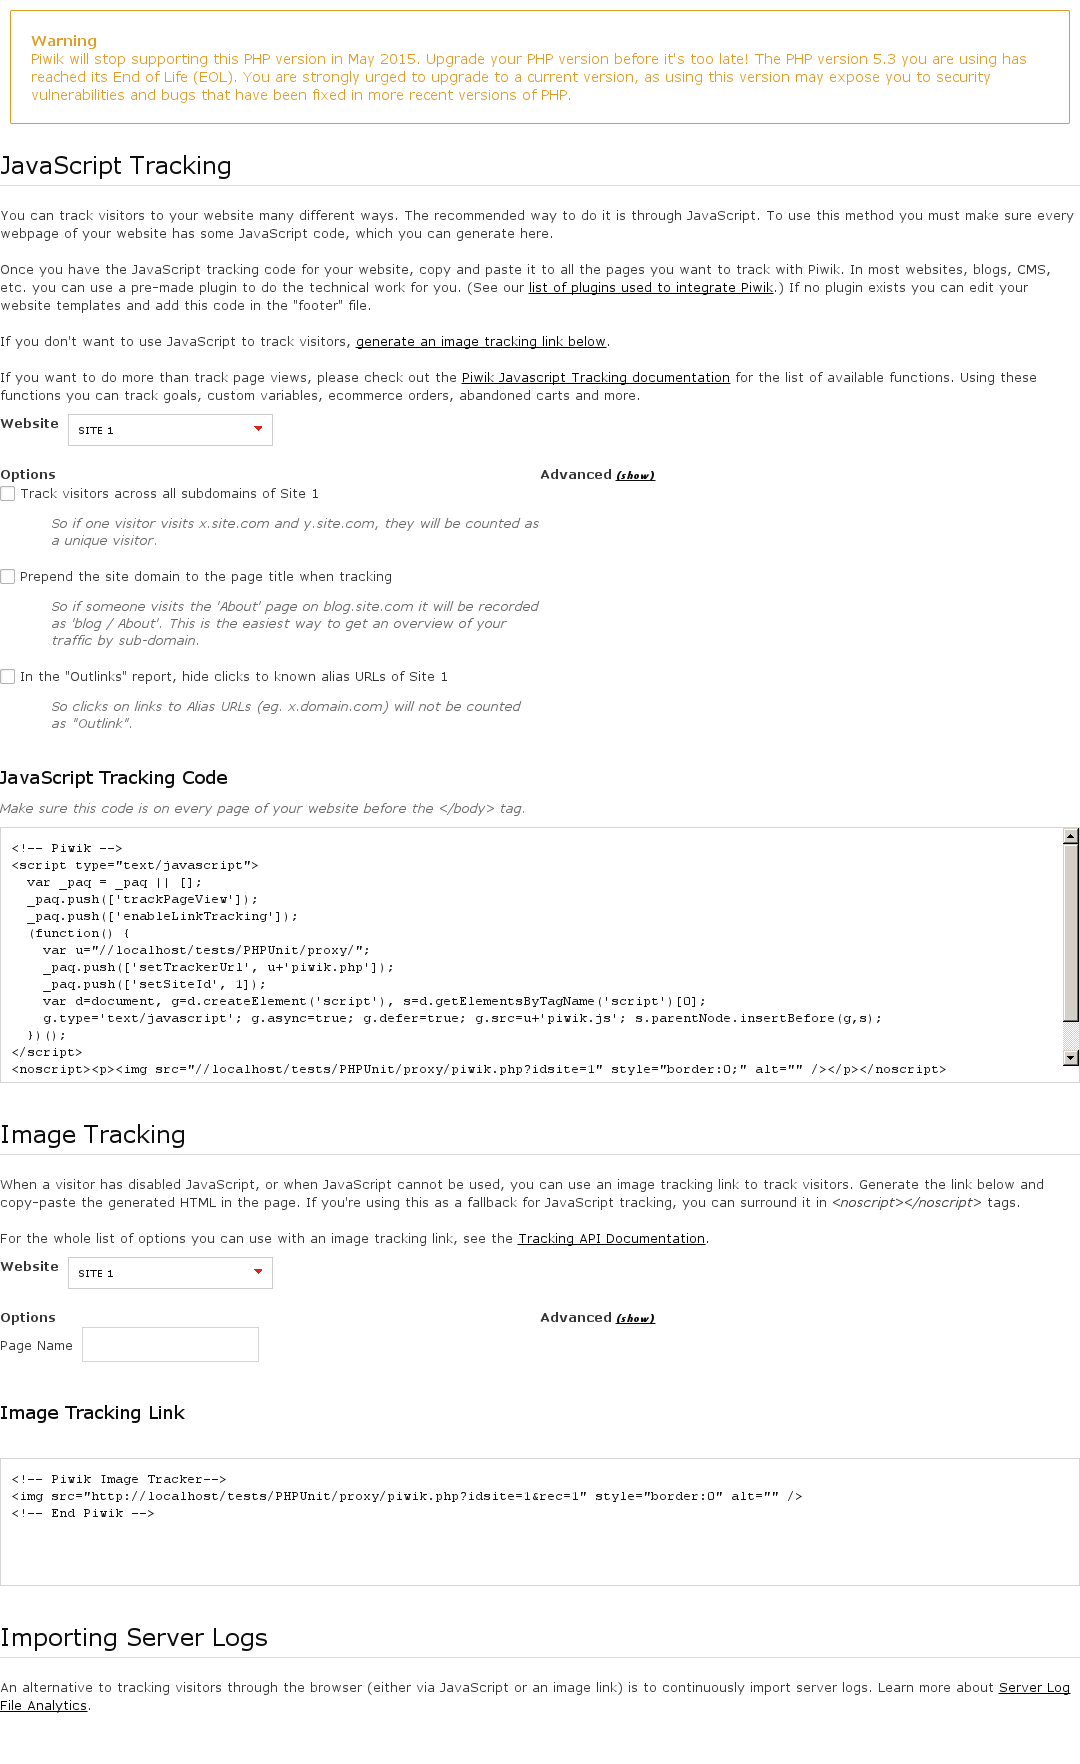 Warning
Piwik will stop supporting this PHP version in May 2015. Upgrade your PHP version before it's too late! The PHP version 5.3 you are using has
reached its End of Life (EOL). You are strongly urged to upgrade to a current version, as using this version may expose you to security
vulnerabilities and bugs that have been fixed in more recent versions of PHP.
JavaScript Tracking
You can track visitors to your website many different ways. The recommended way to do it is through JavaScript. To use this method you must make sure every
webpage of your website has some JavaScript code, which you can generate here.
Once you have the JavaScript tracking code for your website, copy and paste it to all the pages you want to track with Piwik. In most websites, blogs, CMS,
etc. you can use a pre-made plugin to do the technical work for you. (See our list of plugins used to integrate Piwik.) If no plugin exists you can edit your
website templates and add this code in the "footer" file.
If you don't want to use JavaScript to track visitors, generate an image tracking link below.
If you want to do more than track page views, please check out the Piwik Javascript Tracking documentation for the list of available functions. Using these
functions you can track goals, custom variables, ecommerce orders, abandoned carts and more.
Website SITE 1
Options Advanced (show)
Track visitors across all subdomains of Site 1
So if one visitor visits x.site.com and y.site.com, they will be counted as
a unique visitor.
Prepend the site domain to the page title when tracking
So if someone visits the 'About' page on blog.site.com it will be recorded
as 'blog / About'. This is the easiest way to get an overview of your
traffic by sub-domain.
In the "Outlinks" report, hide clicks to known alias URLs of Site 1
So clicks on links to Alias URLs (eg. x.domain.com) will not be counted
as "Outlink".
JavaScript Tracking Code
Make sure this code is on every page of your website before the </body> tag.
<!-- Piwik -->
<script type="text/javascript">
  var _paq = _paq || [];
  _paq.push(['trackPageView']);
  _paq.push(['enableLinkTracking']);
  (function() {
    var u="//localhost/tests/PHPUnit/proxy/";
    _paq.push(['setTrackerUrl', u+'piwik.php']);
    _paq.push(['setSiteId', 1]);
    var d=document, g=d.createElement('script'), s=d.getElementsByTagName('script')[0];
    g.type='text/javascript'; g.async=true; g.defer=true; g.src=u+'piwik.js'; s.parentNode.insertBefore(g,s);
  })();
</script>
<noscript><p><img src="//localhost/tests/PHPUnit/proxy/piwik.php?idsite=1" style="border:0;" alt="" /></p></noscript>
Image Tracking
When a visitor has disabled JavaScript, or when JavaScript cannot be used, you can use an image tracking link to track visitors. Generate the link below and
copy-paste the generated HTML in the page. If you're using this as a fallback for JavaScript tracking, you can surround it in <noscript></noscript> tags.
For the whole list of options you can use with an image tracking link, see the Tracking API Documentation.
Website SITE 1
Options Advanced (show)
Page Name
Image Tracking Link
<!-- Piwik Image Tracker-->
<img src="http://localhost/tests/PHPUnit/proxy/piwik.php?idsite=1&rec=1" style="border:0" alt="" />
<!-- End Piwik -->
Importing Server Logs
An alternative to tracking visitors through the browser (either via JavaScript or an image link) is to continuously import server logs. Learn more about Server Log
File Analytics.